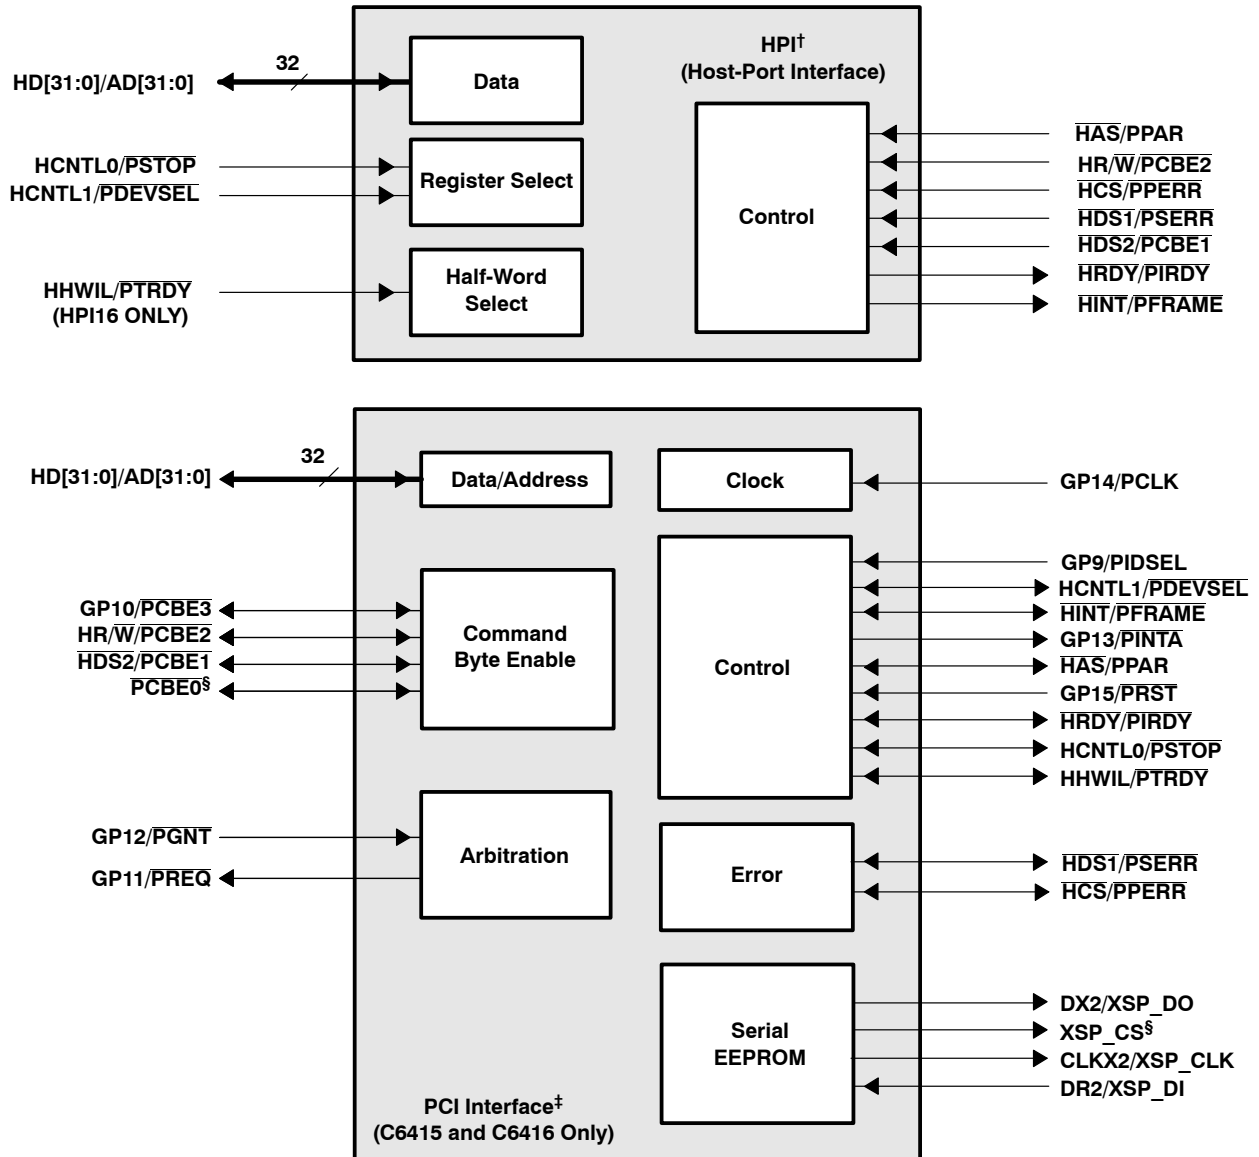 HPI†
(Host-Port Interface)
32
HD[31:0]/AD[31:0]
Data
HCNTL0/PSTOP
HCNTL1/PDEVSEL
Register Select
HHWIL/PTRDY
(HPI16 ONLY)
Half-Word
Select
Control
HAS/PPAR
HR/W/PCBE2
HCS/PPERR
HDS1/PSERR
HDS2/PCBE1
HRDY/PIRDY
HINT/PFRAME
32
HD[31:0]/AD[31:0]
Data/Address
Clock
GP14/PCLK
GP10/PCBE3
HR/W/PCBE2
HDS2/PCBE1
PCBE0§
Command
Byte Enable
Control
GP9/PIDSEL
HCNTL1/PDEVSEL
HINT/PFRAME
GP13/PINTA
HAS/PPAR
GP15/PRST
HRDY/PIRDY
HCNTL0/PSTOP
HHWIL/PTRDY
GP12/PGNT
GP11/PREQ
Arbitration
Error
HDS1/PSERR
HCS/PPERR
Serial
EEPROM
DX2/XSP_DO
XSP_CS§
CLKX2/XSP_CLK
DR2/XSP_DI
PCI Interface‡
(C6415 and C6416 Only)